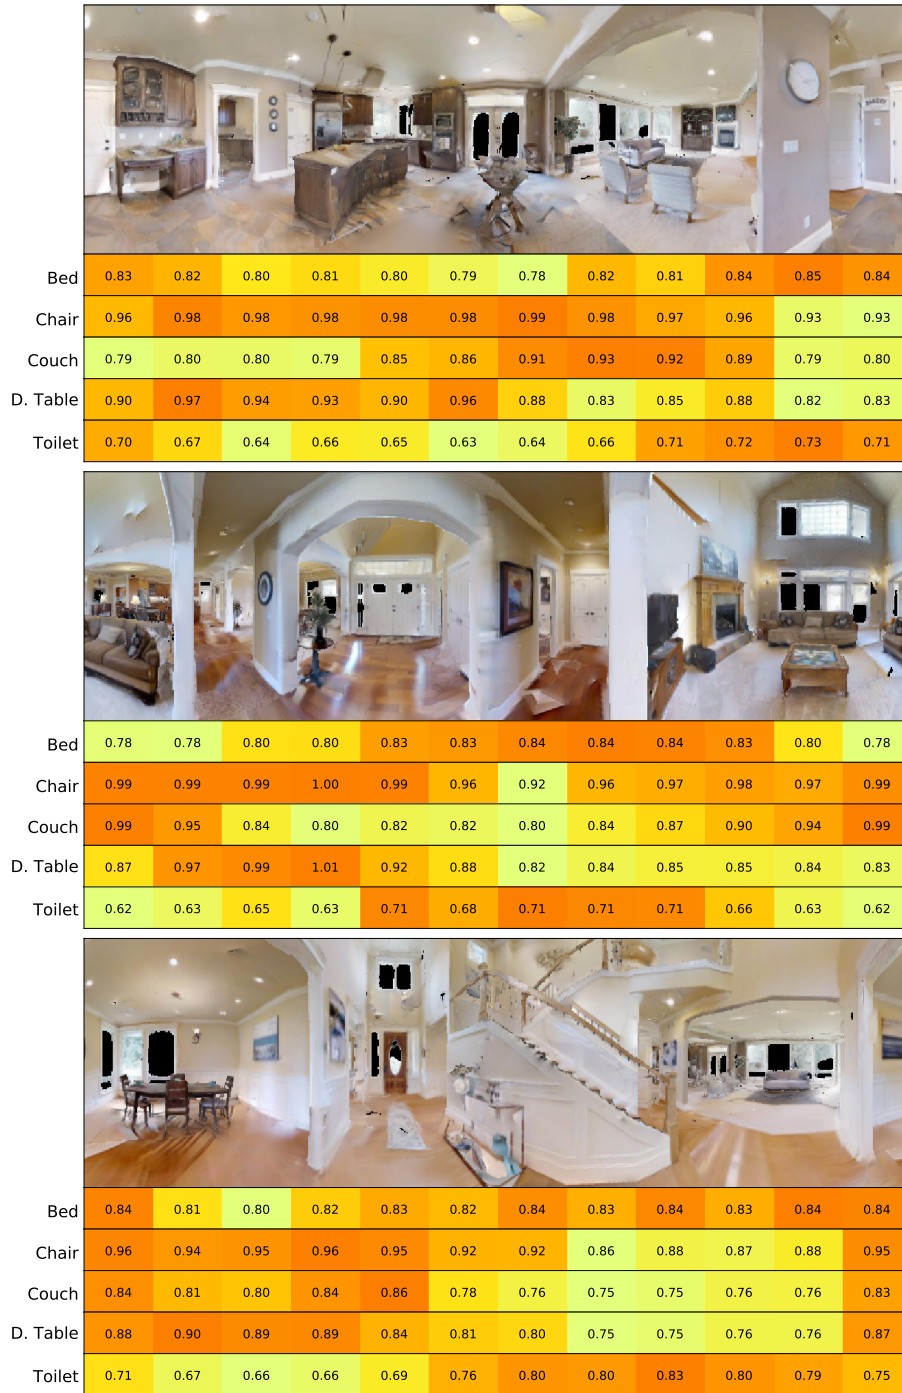 Bed 0.83 0.82 0.80 0.81 0.80 0.79 0.78 0.82 0.81 0.84 0.85 0.84
Chair 0.96 0.98 0.98 0.98 0.98 0.98 0.99 0.98 0.97 0.96 0.93 0.93
Couch 0.79 0.80 0.80 0.79 0.85 0.86 0.91 0.93 0.92 0.89 0.79 0.80
D. Table 0.90 0.97 0.94 0.93 0.90 0.96 0.88 0.83 0.85 0.88 0.82 0.83
Toilet 0.70 0.67 0.64 0.66 0.65 0.63 0.64 0.66 0.71 0.72 0.73 0.71
Bed 0.78 0.78 0.80 0.80 0.83 0.83 0.84 0.84 0.84 0.83 0.80 0.78
Chair 0.99 0.99 0.99 1.00 0.99 0.96 0.92 0.96 0.97 0.98 0.97 0.99
Couch 0.99 0.95 0.84 0.80 0.82 0.82 0.80 0.84 0.87 0.90 0.94 0.99
D. Table 0.87 0.97 0.99 1.01 0.92 0.88 0.82 0.84 0.85 0.85 0.84 0.83
Toilet 0.62 0.63 0.65 0.63 0.71 0.68 0.71 0.71 0.71 0.66 0.63 0.62
Bed 0.84 0.81 0.80 0.82 0.83 0.82 0.84 0.83 0.84 0.83 0.84 0.84
Chair 0.96 0.94 0.95 0.96 0.95 0.92 0.92 0.86 0.88 0.87 0.88 0.95
Couch 0.84 0.81 0.80 0.84 0.86 0.78 0.76 0.75 0.75 0.76 0.76 0.83
D. Table 0.88 0.90 0.89 0.89 0.84 0.81 0.80 0.75 0.75 0.76 0.76 0.87
Toilet 0.71 0.67 0.66 0.66 0.69 0.76 0.80 0.80 0.83 0.80 0.79 0.75